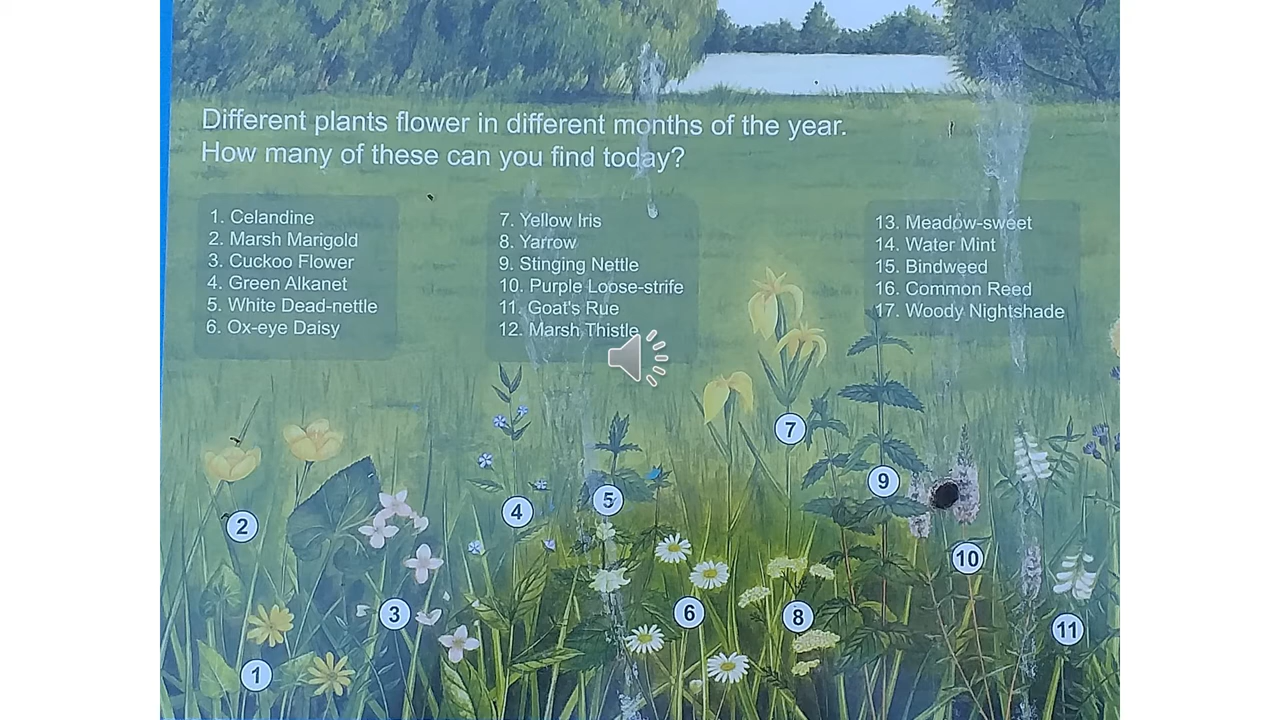 Different plants flower in different months of the year.
How many of these can you find today?
1. Celandine
2. Marsh Marigold
3. Cuckoo Flower
4. Green Alkanet
5. White Dead-nettle
6. Ox-eye Daisy
7. Yellow Iris
8. Yarrow
9. Stinging Nettle
10. Purple Loose-strife
11. Goat's Rue
12. Marsh Thistle
13. Meadow-sweet
14. Water Mint
15. Bindweed
16. Common Reed
17. Woody Nightshade
7
9
5
4
2
10
3
6
8
11
1